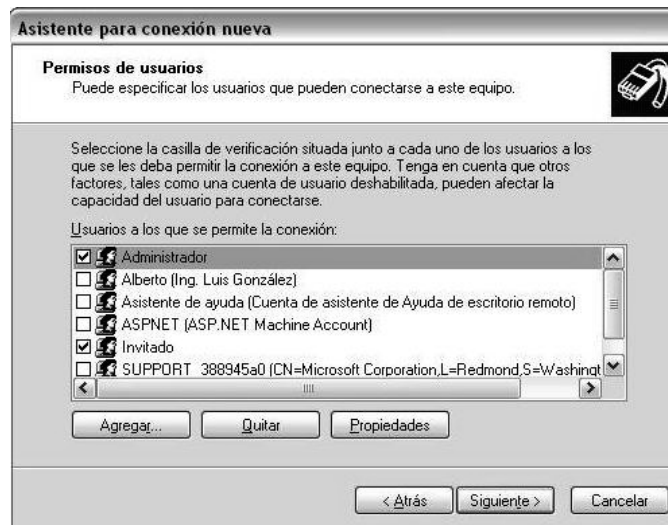 Asistente para conexión nueva
Permisos de usuarios
Puede especificar los usuarios que pueden conectarse a este equipo.
Seleccione la casilla de verificación situada junto a cada uno de los usuarios a los
que se les deba permitir la conexión a este equipo. Tenga en cuenta que otros
factores, tales como una cuenta de usuario deshabilitada, pueden afectar la
capacidad del usuario para conectarse.
Usuarios a los que se permite la conexión:
Administrador
Alberto (Ing. Luis González)
Asistente de ayuda (Cuenta de asistente de Ayuda de escritorio remoto)
ASPNET (ASP.NET Machine Account)
Invitado
SUPPORT_388945a0 (CN=Microsoft Corporation,L=Redmond,S=Washingt
Agregar... Quitar Propiedades
< Atrás Siguiente > Cancelar